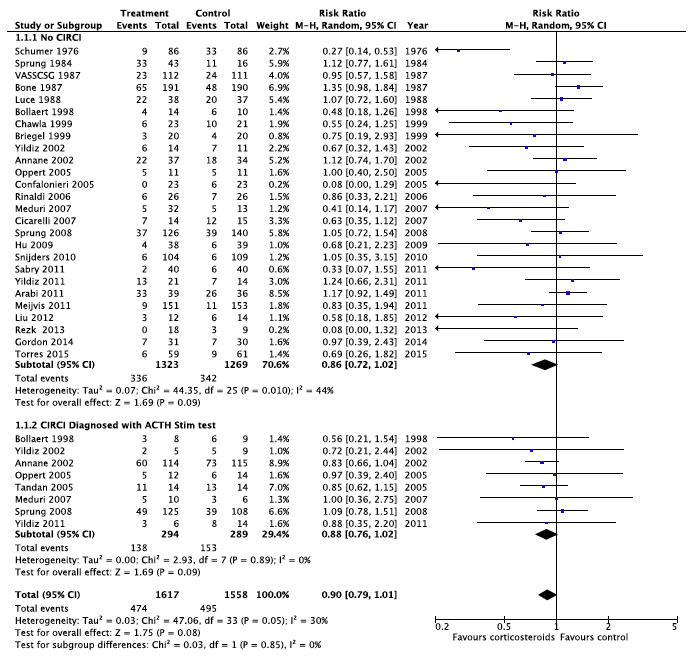 Treatment Control Risk Ratio Risk Ratio
Study or Subgroup Events Total Events Total Weight M-H, Random, 95% CI Year M-H, Random, 95% CI
1.1.1 No CIRCI
Schumer 1976 9 86 33 86 2.7% 0.27 [0.14, 0.53] 1976
Sprung 1984 33 43 11 16 5.2% 1.12 [0.77, 1.61] 1984
VASSCSG 1987 23 112 24 111 4.0% 0.95 [0.57, 1.58] 1987
Bone 1987 65 191 48 190 6.9% 1.35 [0.98, 1.84] 1987
Luce 1988 22 38 20 37 5.1% 1.07 [0.72, 1.60] 1988
Bollaert 1998 4 14 6 10 1.5% 0.48 [0.18, 1.26] 1998
Chawla 1999 6 23 10 21 2.1% 0.55 [0.24, 1.25] 1999
Briegel 1999 3 20 4 20 0.9% 0.75 [0.19, 2.93] 1999
Yildiz 2002 6 14 7 11 2.4% 0.67 [0.32, 1.43] 2002
Annane 2002 22 37 18 34 4.7% 1.12 [0.74, 1.70] 2002
Oppert 2005 5 11 5 11 1.7% 1.00 [0.40, 2.50] 2005
Confalonieri 2005 0 23 6 23 0.3% 0.08 [0.00, 1.29] 2005
Rinaldi 2006 6 26 7 26 1.6% 0.86 [0.33, 2.21] 2006
Meduri 2007 5 32 5 13 1.4% 0.41 [0.14, 1.17] 2007
Cicarelli 2007 7 14 12 15 3.5% 0.63 [0.35, 1.12] 2007
Sprung 2008 37 126 39 140 5.8% 1.05 [0.72, 1.54] 2008
Hu 2009 4 38 6 39 1.2% 0.68 [0.21, 2.23] 2009
Snijders 2010 6 104 6 109 1.3% 1.05 [0.35, 3.15] 2010
Sabry 2011 2 40 6 40 0.7% 0.33 [0.07, 1.55] 2011
Yildiz 2011 13 21 7 14 3.1% 1.24 [0.66, 2.31] 2011
Arabi 2011 33 39 26 36 8.7% 1.17 [0.92, 1.49] 2011
Meijvis 2011 9 151 11 153 2.0% 0.83 [0.35, 1.94] 2011
Liu 2012 3 12 6 14 1.2% 0.58 [0.18, 1.85] 2012
Rezk 2013 0 18 3 9 0.2% 0.08 [0.00, 1.32] 2013
Gordon 2014 7 31 7 30 1.8% 0.97 [0.39, 2.43] 2014
Torres 2015 6 59 9 61 1.6% 0.69 [0.26, 1.82] 2015
Subtotal (95% CI) 1323 1269 70.6% 0.86 [0.72, 1.02]
Total events 336 342
Heterogeneity: Tau² = 0.07; Chi² = 44.35, df = 25 (P = 0.010); I² = 44%
Test for overall effect: Z = 1.69 (P = 0.09)
1.1.2 CIRCI Diagnosed with ACTH Stim test
Bollaert 1998 3 8 6 9 1.4% 0.56 [0.21, 1.54] 1998
Yildiz 2002 2 5 5 9 1.2% 0.72 [0.21, 2.44] 2002
Annane 2002 60 114 73 115 8.9% 0.83 [0.66, 1.04] 2002
Oppert 2005 5 12 6 14 1.7% 0.97 [0.39, 2.40] 2005
Tandan 2005 11 14 13 14 7.0% 0.85 [0.62, 1.15] 2005
Meduri 2007 5 10 3 6 1.4% 1.00 [0.36, 2.75] 2007
Sprung 2008 49 125 39 108 6.6% 1.09 [0.78, 1.51] 2008
Yildiz 2011 3 6 8 14 1.6% 0.88 [0.35, 2.20] 2011
Subtotal (95% CI) 294 289 29.4% 0.88 [0.76, 1.02]
Total events 138 153
Heterogeneity: Tau² = 0.00; Chi² = 2.93, df = 7 (P = 0.89); I² = 0%
Test for overall effect: Z = 1.69 (P = 0.09)
Total (95% CI) 1617 1558 100.0% 0.90 [0.79, 1.01]
Total events 474 495
Heterogeneity: Tau² = 0.03; Chi² = 47.06, df = 33 (P = 0.05); I² = 30%
Test for overall effect: Z = 1.75 (P = 0.08)
Test for subgroup differences: Chi² = 0.03, df = 1 (P = 0.85), I² = 0%
0.2 0.5 1 2 5
Favours corticosteroids Favours control